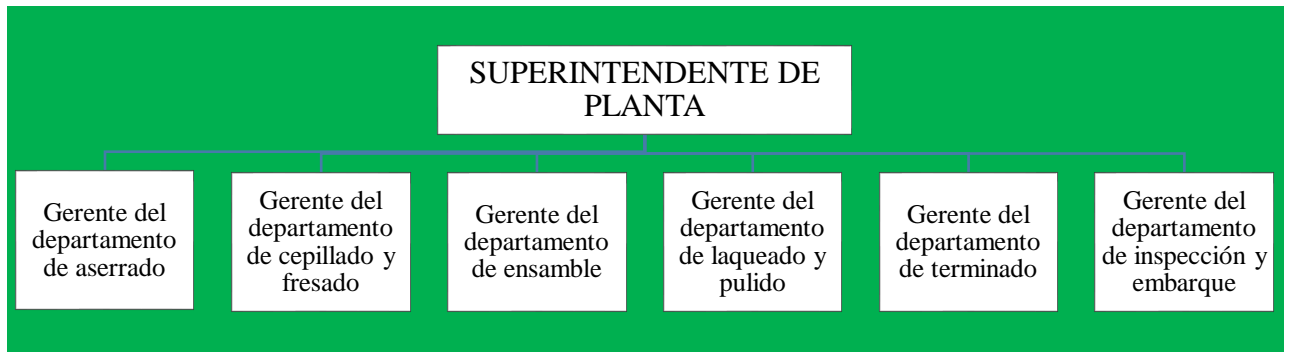 SUPERINTENDENTE DE
PLANTA
Gerente del
departamento
de aserrado
Gerente del
departamento
de cepillado y
fresado
Gerente del
departamento
de ensamble
Gerente del
departamento
de laqueado y
pulido
Gerente del
departamento
de terminado
Gerente del
departamento
de inspección y
embarque